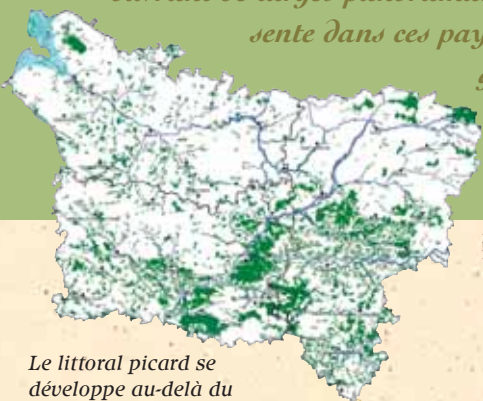 sente dans ces pay
Le littoral picard se
développe au-delà du